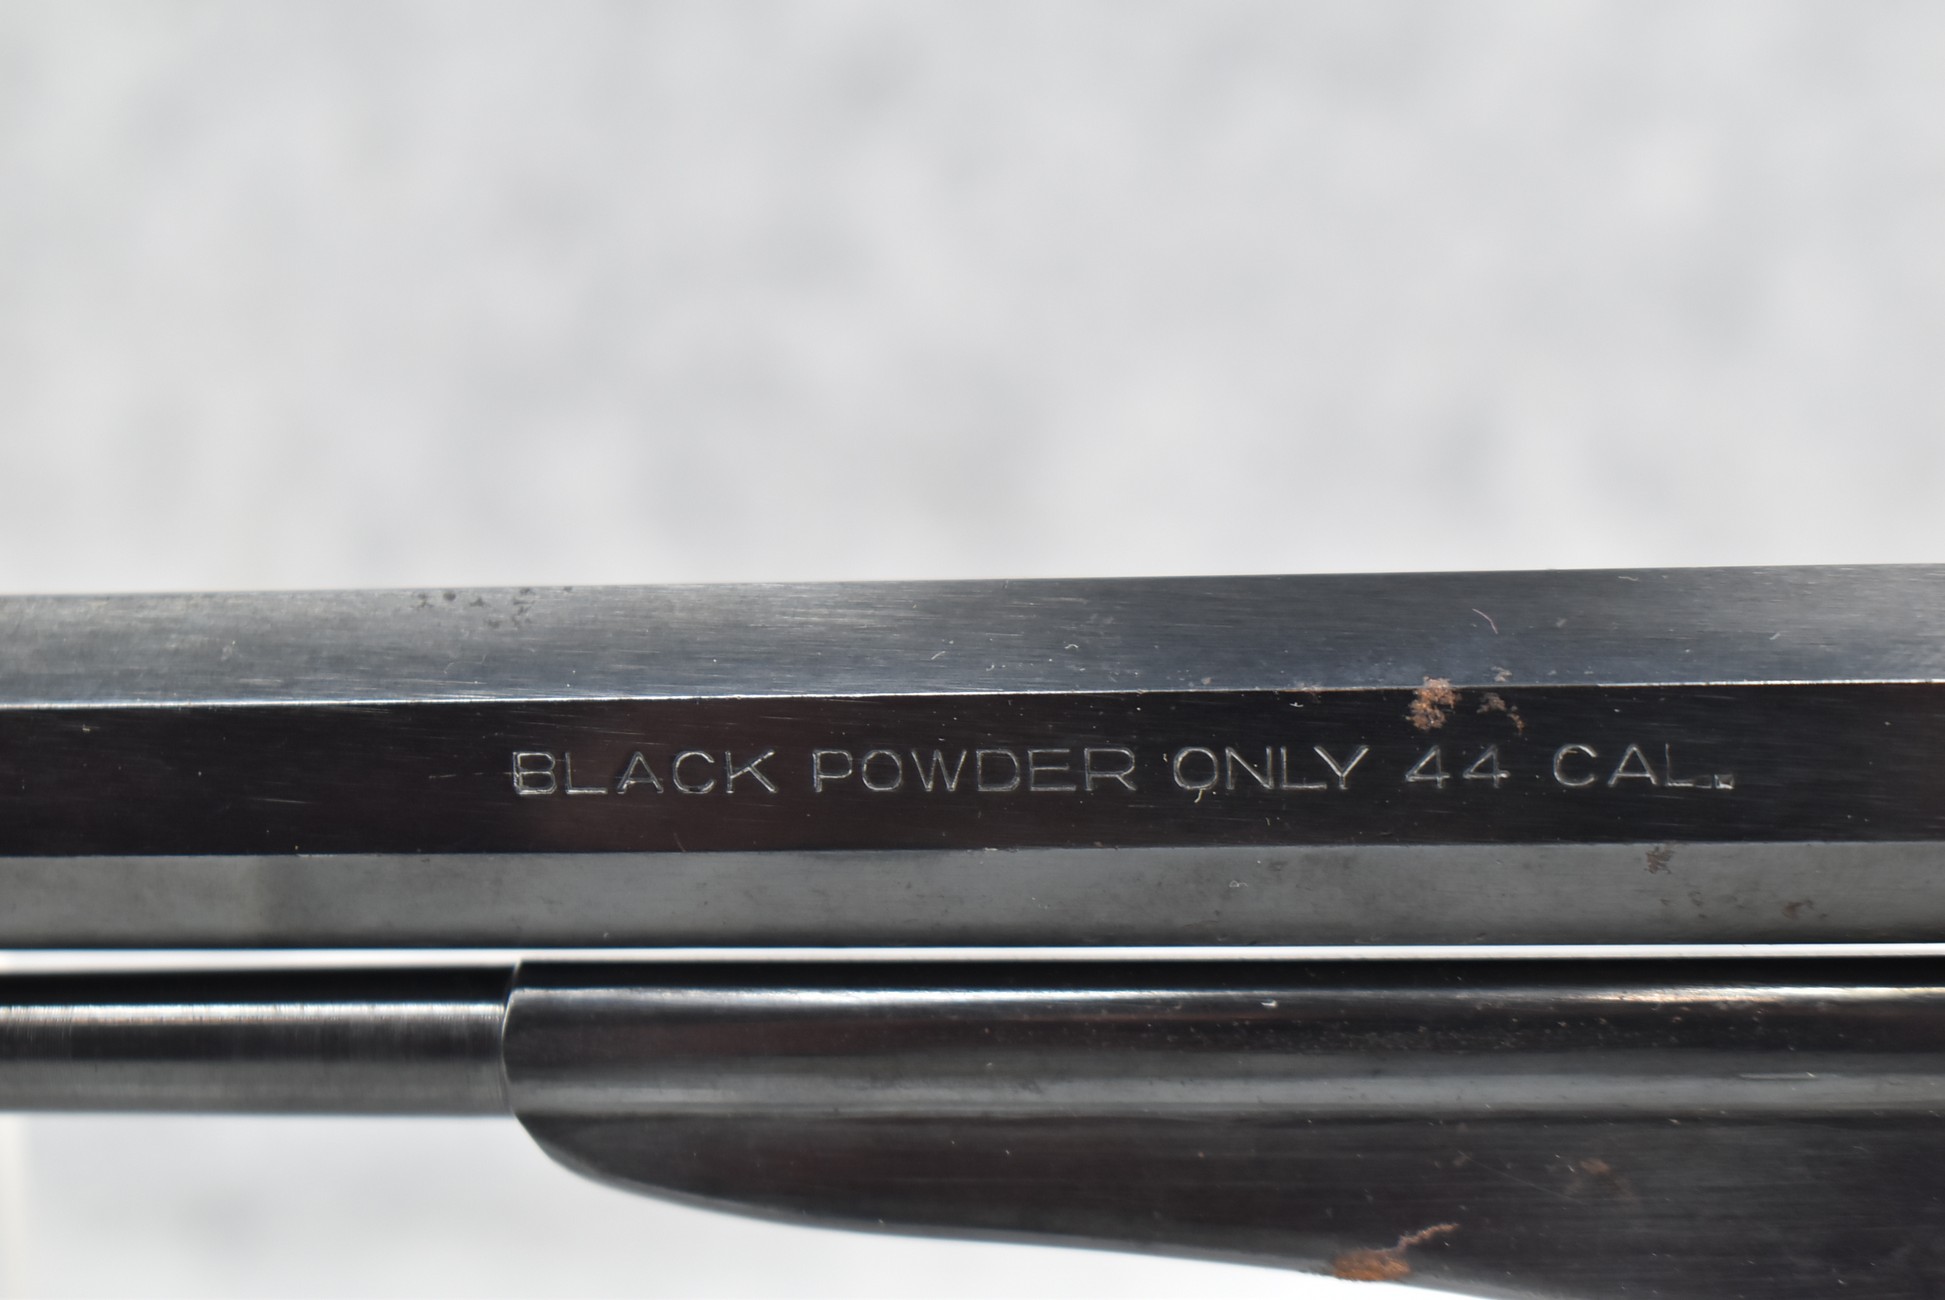 BLACK POWDER ONLY 44 CAL.